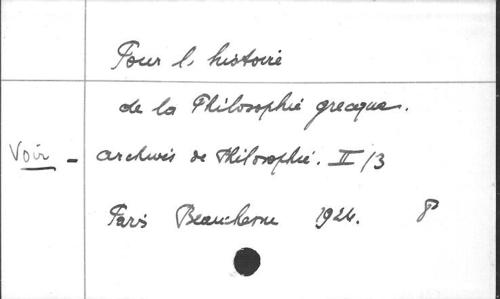 Pour l'histoire
de la Philosophie grecque.
Voir - archives de Philosophie. II/3
Paris Beauchesne 1924. 8°